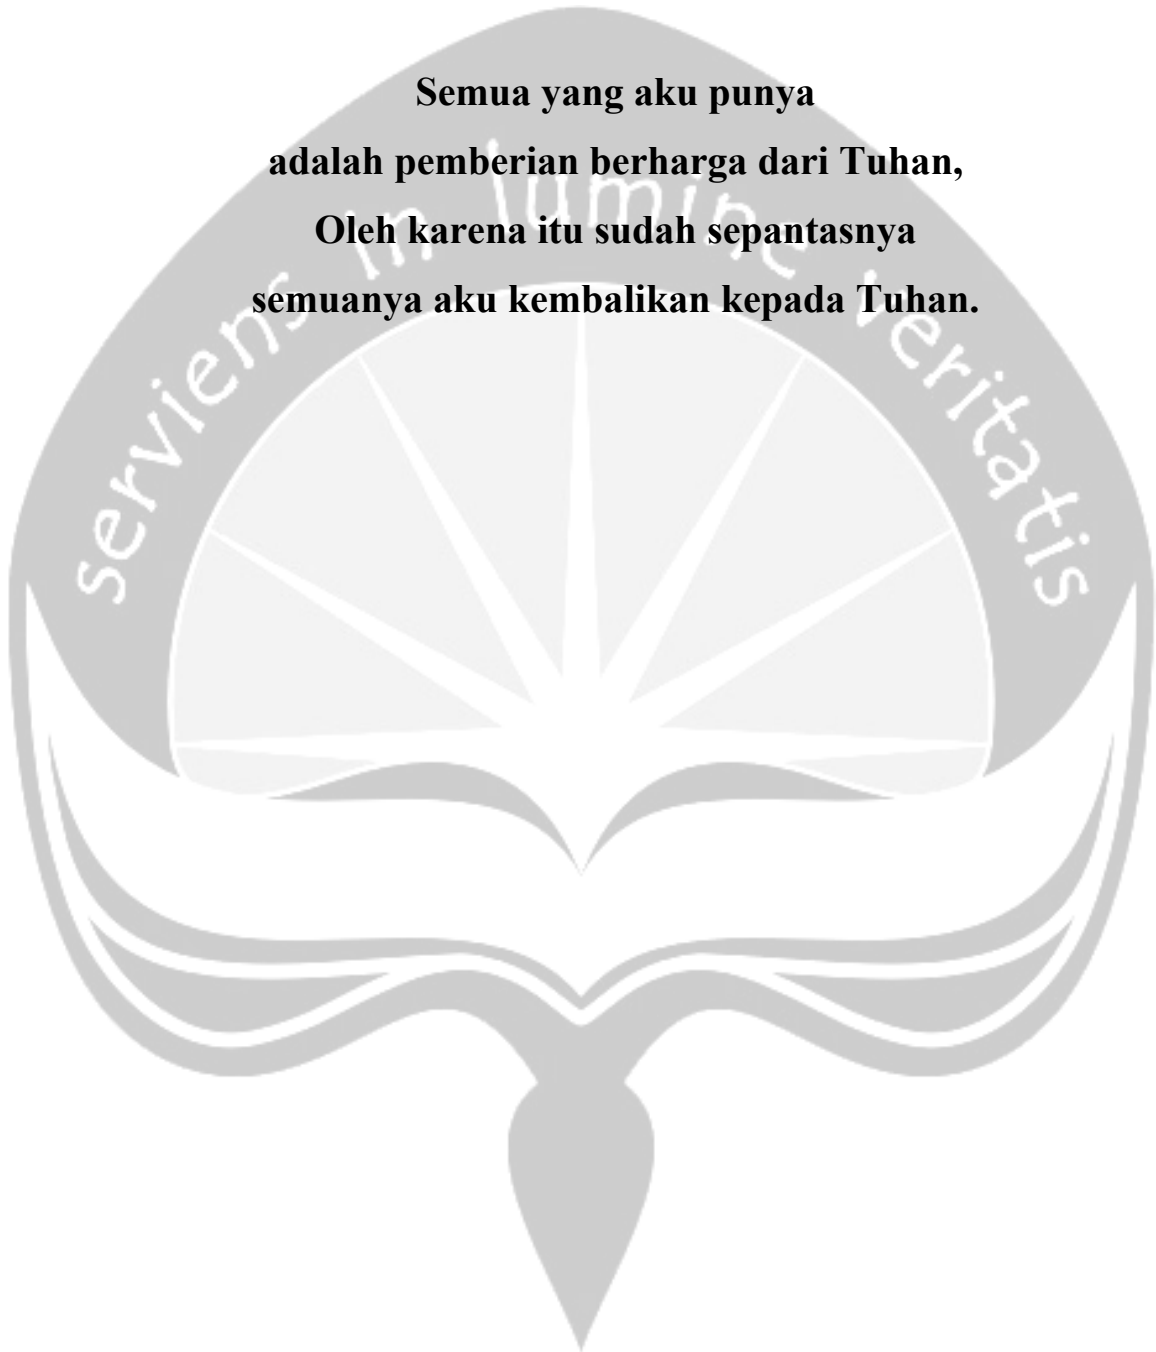 Semua yang aku punya
adalah pemberian berharga dari Tuhan,
Oleh karena itu sudah sepantasnya
semuanya aku kembalikan kepada Tuhan.
serviens in lumine veritatis